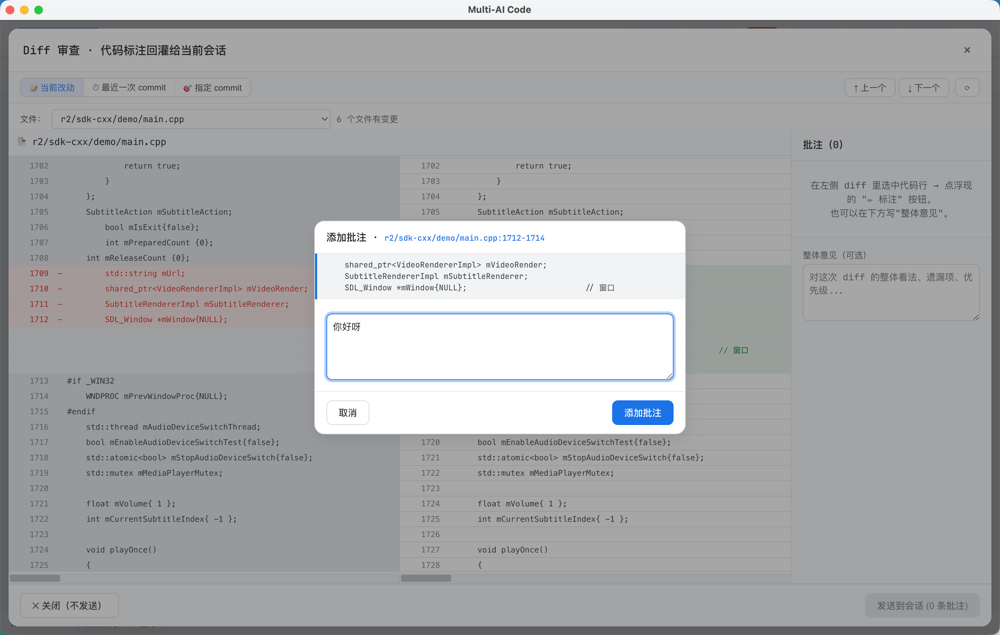 Multi-AI Code
Diff 审查 · 代码标注回灌给当前会话
×
📝 当前改动
⏱ 最近一次 commit
🎯 指定 commit
↑ 上一个
↓ 下一个
⟳
文件:
r2/sdk-cxx/demo/main.cpp
6 个文件有变更
r2/sdk-cxx/demo/main.cpp
1702 return true;
1703 }
1704 };
1705 SubtitleAction mSubtitleAction;
1706 bool mIsExit{false};
1707 int mPreparedCount {0};
1708 int mReleaseCount {0};
1709 - std::string mUrl;
1710 - shared_ptr<VideoRendererImpl> mVideoRender;
1711 - SubtitleRendererImpl mSubtitleRenderer;
1712 - SDL_Window *mWindow{NULL};
1713 #if _WIN32
1714 WNDPROC mPrevWindowProc{NULL};
1715 #endif
1716 std::thread mAudioDeviceSwitchThread;
1717 bool mEnableAudioDeviceSwitchTest{false};
1718 std::atomic<bool> mStopAudioDeviceSwitch{false};
1719 std::mutex mMediaPlayerMutex;
1720
1721 float mVolume{ 1 };
1722 int mCurrentSubtitleIndex{ -1 };
1723
1724 void playOnce()
1725 {
1702 return true;
1703 }
1704 };
1705 SubtitleAction mSubtitleAction;
// 窗口
1720 bool mEnableAudioDeviceSwitchTest{false};
1721 std::atomic<bool> mStopAudioDeviceSwitch{false};
1722 std::mutex mMediaPlayerMutex;
1723
1724 float mVolume{ 1 };
1725 int mCurrentSubtitleIndex{ -1 };
1726
1727 void playOnce()
1728 {
添加批注 · r2/sdk-cxx/demo/main.cpp:1712-1714
shared_ptr<VideoRendererImpl> mVideoRender;
SubtitleRendererImpl mSubtitleRenderer;
SDL_Window *mWindow{NULL}; // 窗口
你好呀
取消
添加批注
批注 (0)
在左侧 diff 里选中代码行 → 点浮现
的 "✏ 标注" 按钮。
也可以在下方写"整体意见"。
整体意见 (可选)
对这次 diff 的整体看法、遗漏项、优
先级...
✕ 关闭（不发送）
发送到会话 (0 条批注)